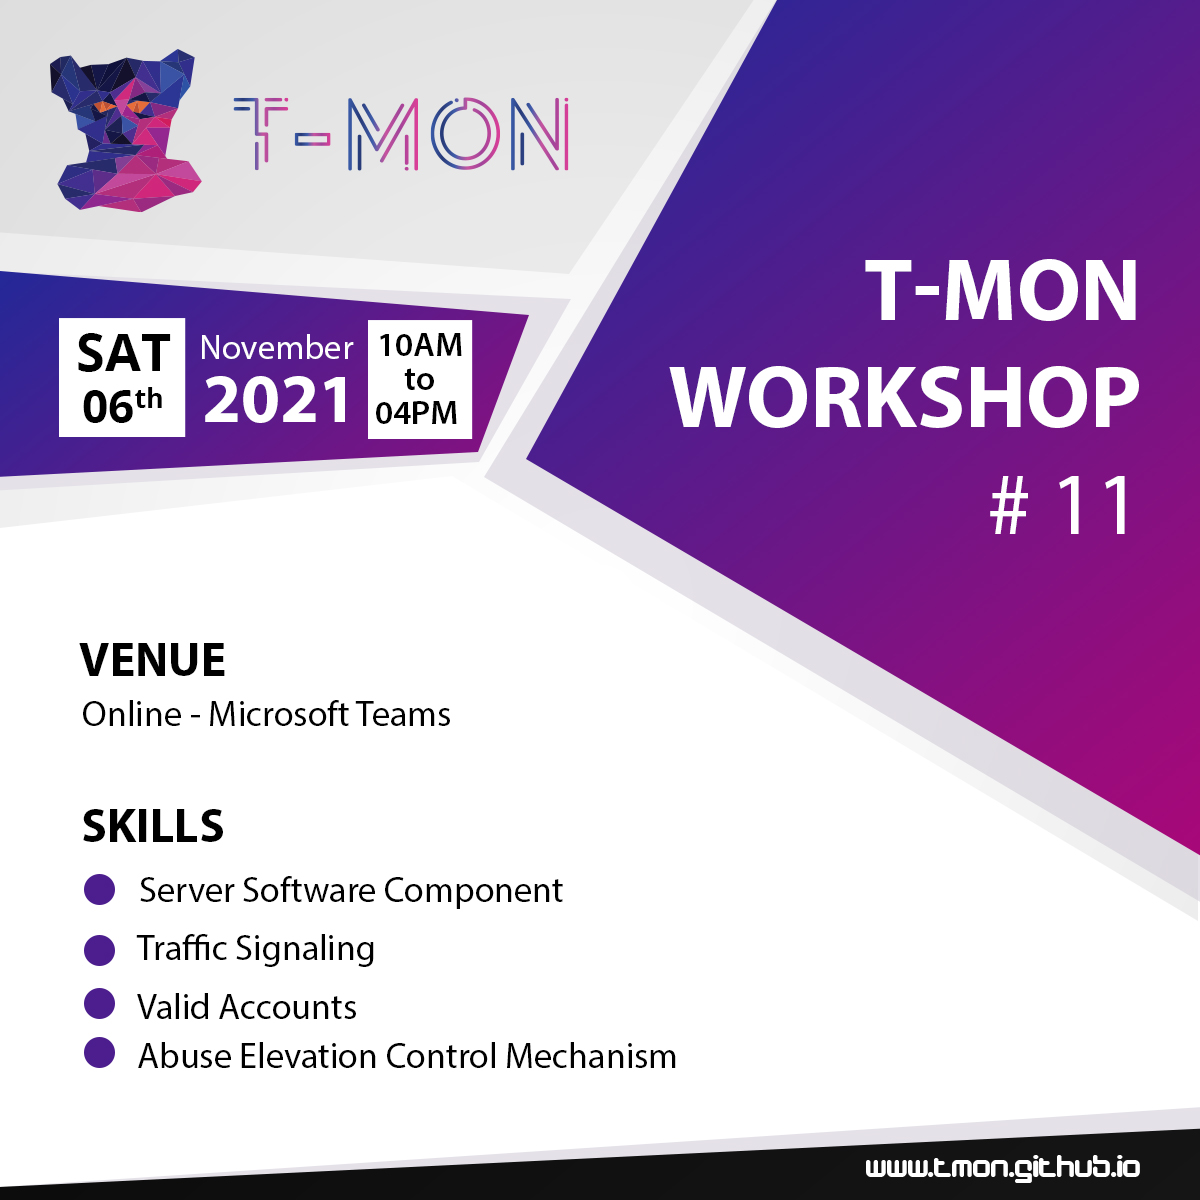 T-MON
SAT
06th
November
2021
10AM
to
04PM
T-MON
WORKSHOP
# 11
VENUE
Online - Microsoft Teams
SKILLS
Server Software Component
Traffic Signaling
Valid Accounts
Abuse Elevation Control Mechanism
www.tmon.github.io